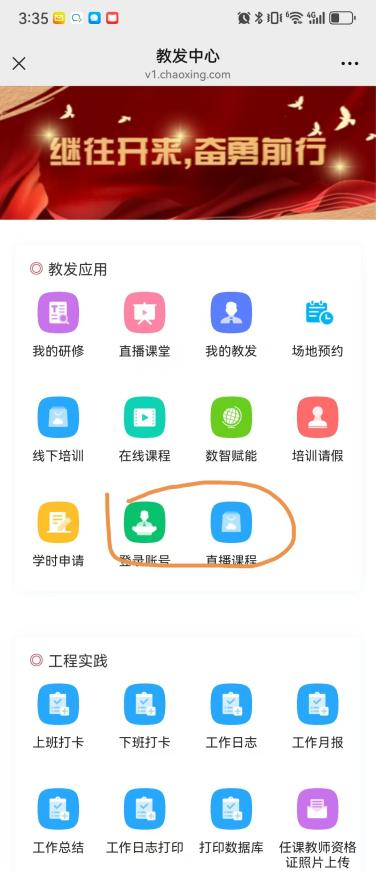 3:35
教发中心
v1.chaoxing.com
继往开来,奋勇前行
教发应用
我的研修 直播课堂 我的教发 场地预约
线下培训 在线课程 数智赋能 培训请假
学时申请 登录账号 直播课程
工程实践
上班打卡 下班打卡 工作日志 工作月报
工作总结 工作日志打印 打印数据库 任课教师资格
证照片上传